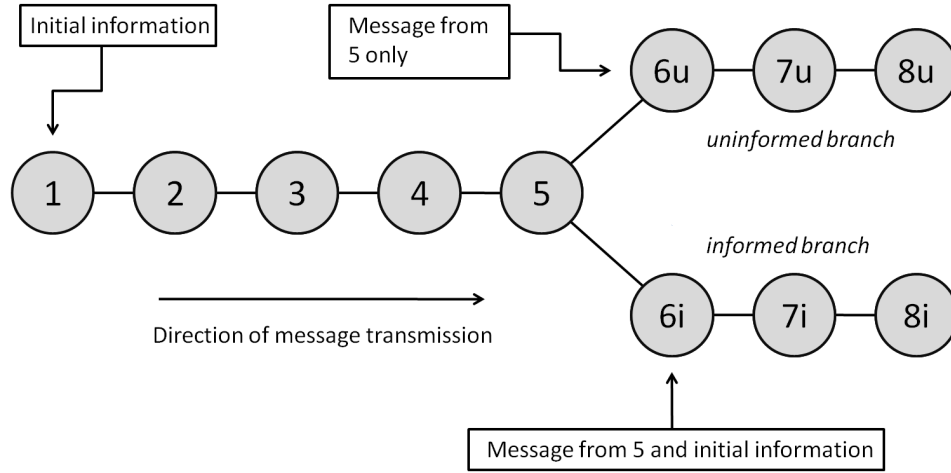 Initial information
Message from
5 only
6u
7u
8u
uninformed branch
1
2
3
4
5
informed branch
Direction of message transmission
6i
7i
8i
Message from 5 and initial information